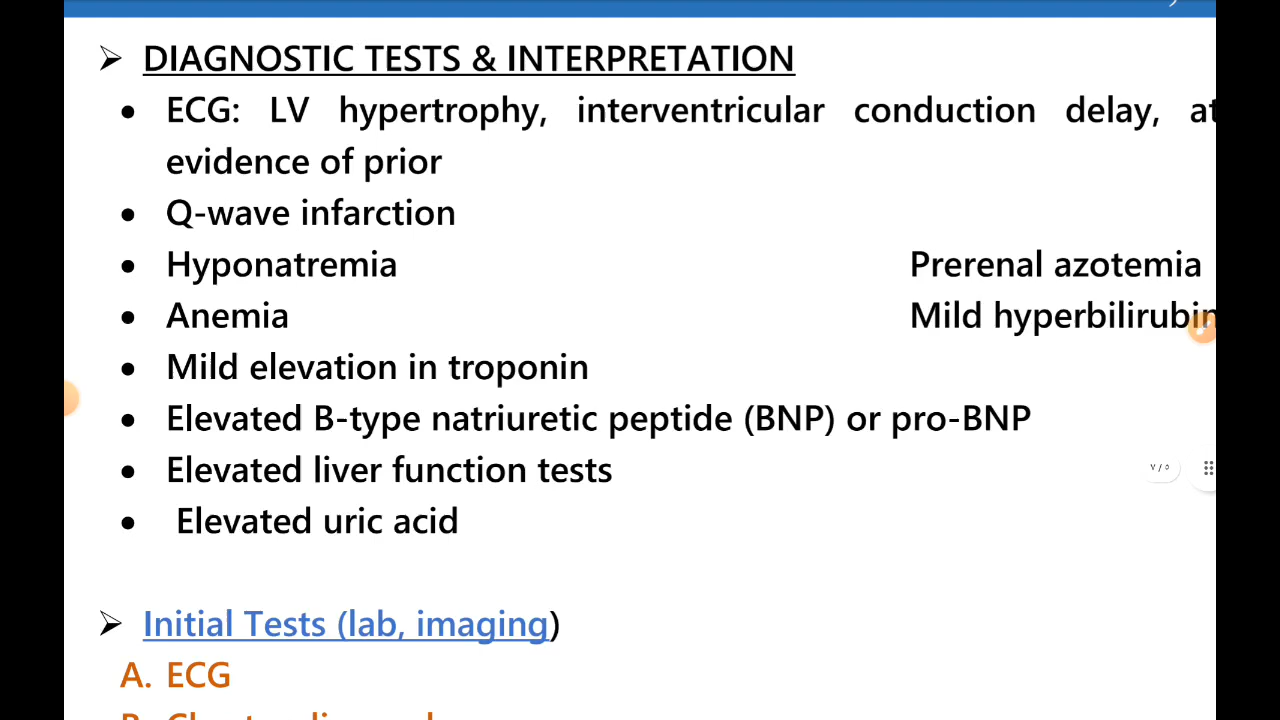 ➢ DIAGNOSTIC TESTS & INTERPRETATION
• ECG: LV hypertrophy, interventricular conduction delay,
evidence of prior
• Q-wave infarction
• Hyponatremia Prerenal azotemia
• Anemia Mild
• Mild elevation in troponin
• Elevated B-type natriuretic peptide (BNP) or pro-BNP
• Elevated liver function tests
• Elevated uric acid
➢ Initial Tests (lab, imaging)
A. ECG